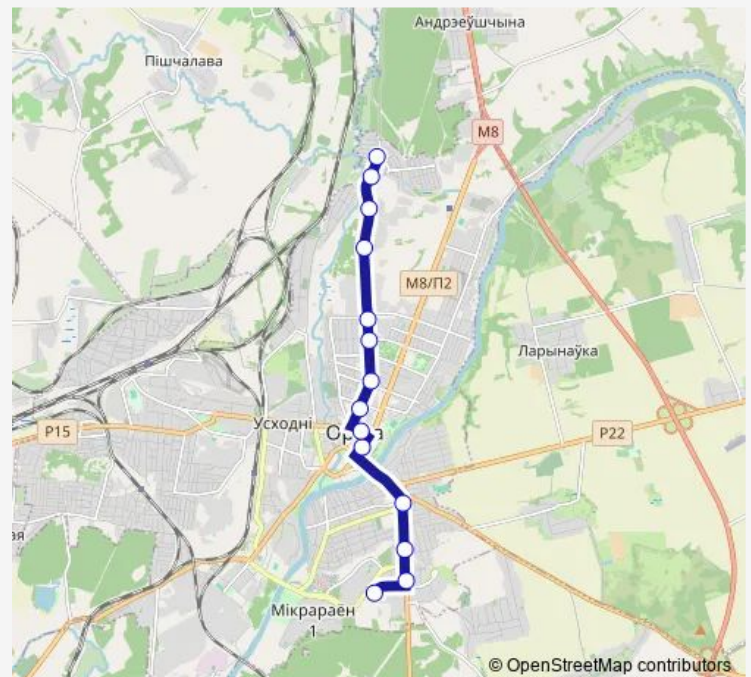 Андрэеўшчына
Пішчалава
M8
M8/П2
Ларынаўка
Усходні
P15
P22
Мікрараён
1
© OpenStreetMap contributors